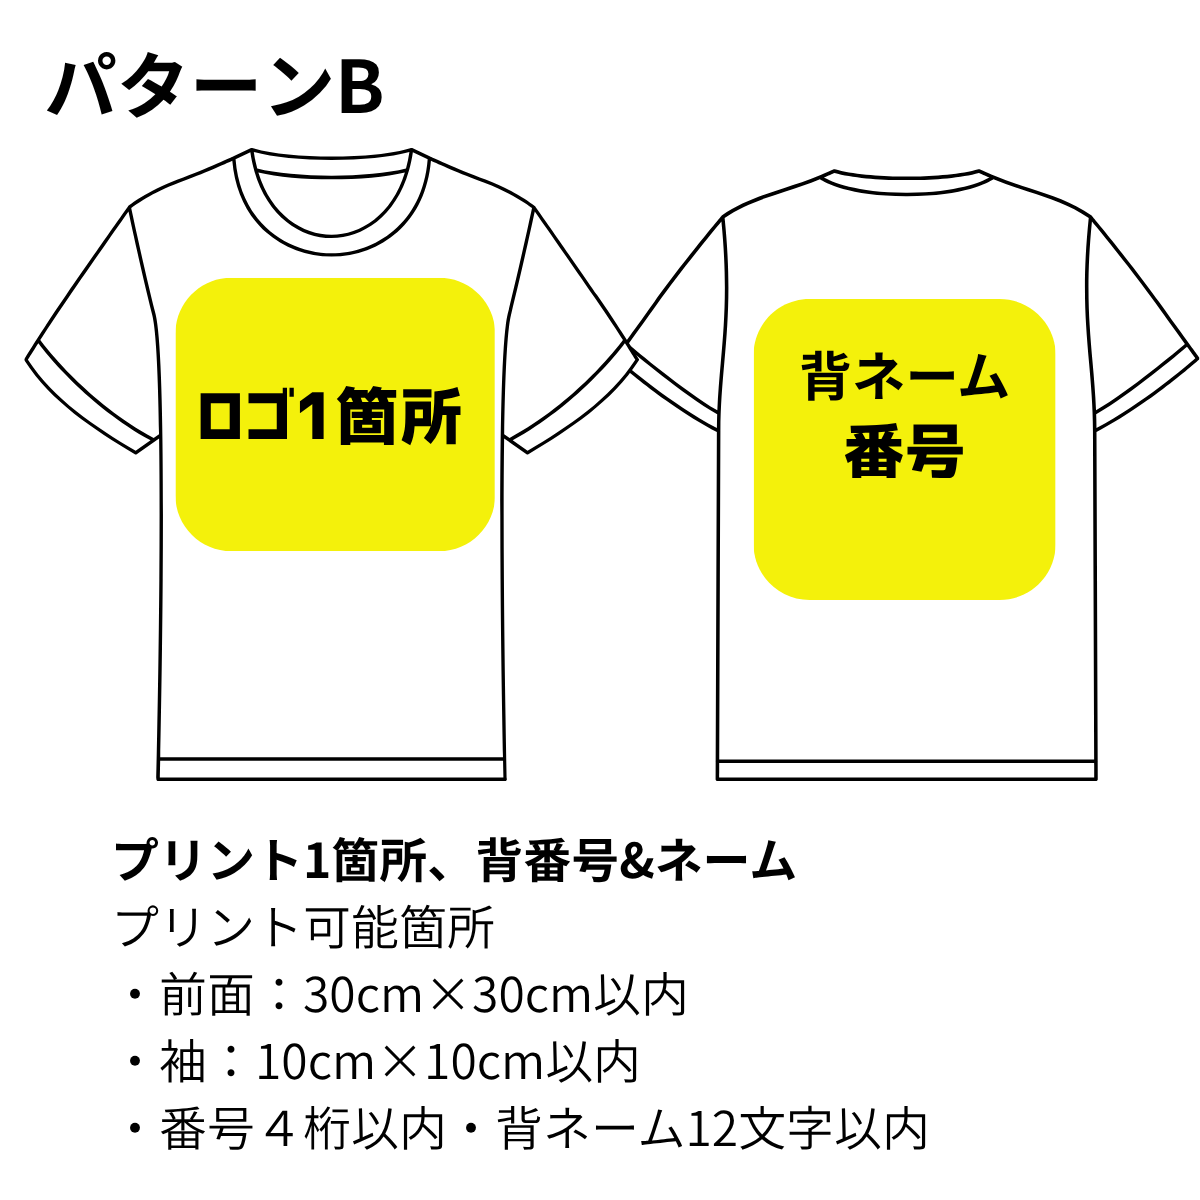 パターンB
ロゴ1箇所
背ネーム
番号
プリント1箇所、背番号&ネーム
プリント可能箇所
・前面：30cm×30cm以内
・袖：10cm×10cm以内
・番号４桁以内・背ネーム12文字以内